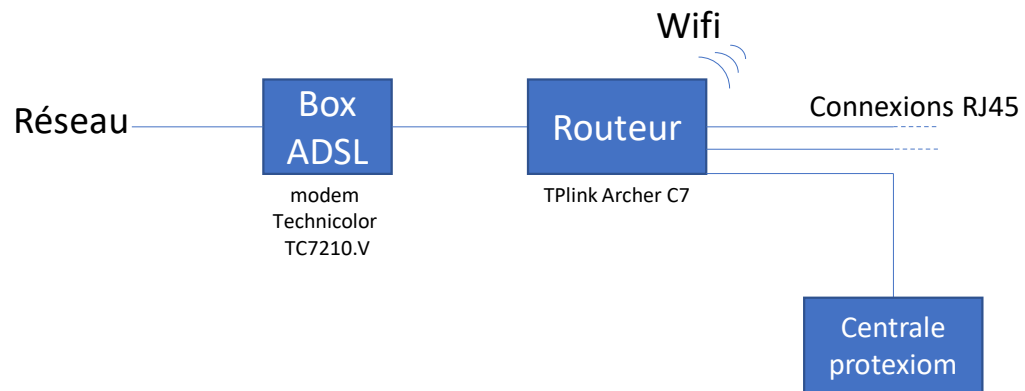 Wifi
Réseau
Box
ADSL
Routeur
Connexions RJ45
modem
Technicolor
TC7210.V
TPlink Archer C7
Centrale
protexiom